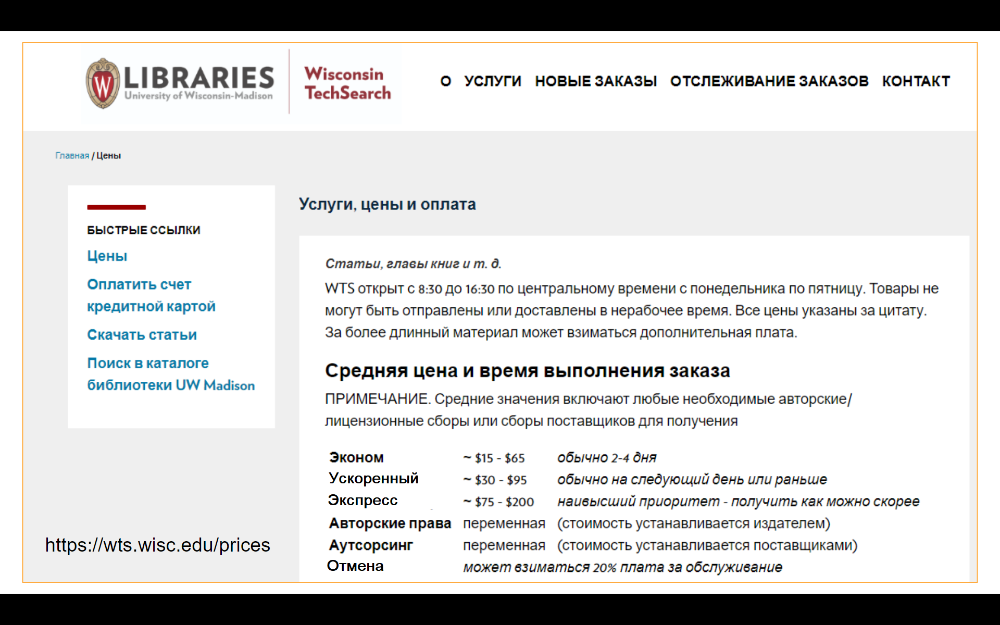 W
LIBRARIES
University of Wisconsin-Madison
Wisconsin
TechSearch
О УСЛУГИ НОВЫЕ ЗАКАЗЫ ОТСЛЕЖИВАНИЕ ЗАКАЗОВ КОНТАКТ
Главная / Цены
БЫСТРЫЕ ССЫЛКИ
Цены
Оплатить счет
кредитной картой
Скачать статьи
Поиск в каталоге
библиотеки UW Madison
https://wts.wisc.edu/prices
Услуги, цены и оплата
Статьи, главы книг и т. д.
WTS открыт с 8:30 до 16:30 по центральному времени с понедельника по пятницу. Товары не
могут быть отправлены или доставлены в нерабочее время. Все цены указаны за цитату.
За более длинный материал может взиматься дополнительная плата.
Средняя цена и время выполнения заказа
ПРИМЕЧАНИЕ. Средние значения включают любые необходимые авторские/
лицензионные сборы или сборы поставщиков для получения
Эконом ~ $15 - $65 обычно 2-4 дня
Ускоренный ~ $30 - $95 обычно на следующий день или раньше
Экспресс ~ $75 - $200 наивысший приоритет - получить как можно скорее
Авторские права переменная (стоимость устанавливается издателем)
Аутсорсинг переменная (стоимость устанавливается поставщиками)
Отмена может взиматься 20% плата за обслуживание